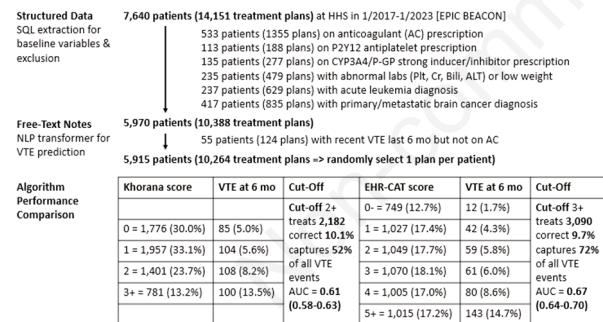 Structured Data
SQL extraction for
baseline variables &
exclusion
7,640 patients (14,151 treatment plans) at HHS in 1/2017-1/2023 [EPIC BEACON]
533 patients (1355 plans) on anticoagulant (AC) prescription
113 patients (188 plans) on P2Y12 antiplatelet prescription
135 patients (277 plans) on CYP3A4/P-GP strong inducer/inhibitor prescription
235 patients (479 plans) with abnormal labs (Plt, Cr, Bili, ALT) or low weight
237 patients (629 plans) with acute leukemia diagnosis
417 patients (835 plans) with primary/metastatic brain cancer diagnosis
Free-Text Notes
NLP transformer for
VTE prediction
5,970 patients (10,388 treatment plans)
55 patients (124 plans) with recent VTE last 6 mo but not on AC
5,915 patients (10,264 treatment plans => randomly select 1 plan per patient)
Algorithm
Performance
Comparison
Khorana score VTE at 6 mo Cut-Off
0 = 1,776 (30.0%) 85 (5.0%)
1 = 1,957 (33.1%) 104 (5.6%)
2 = 1,401 (23.7%) 108 (8.2%)
3+ = 781 (13.2%) 100 (13.5%)
Cut-off 2+
treats 2,182
correct 10.1%
captures 52%
of all VTE
events
AUC = 0.61
(0.58-0.63)
EHR-CAT score VTE at 6 mo Cut-Off
0- = 749 (12.7%) 12 (1.7%)
1 = 1,027 (17.4%) 42 (4.3%)
2 = 1,049 (17.7%) 59 (5.8%)
3 = 1,070 (18.1%) 61 (6.0%)
4 = 1,005 (17.0%) 80 (8.6%)
5+ = 1,015 (17.2%) 143 (14.7%)
Cut-off 3+
treats 3,090
correct 9.7%
captures 72%
of all VTE
events
AUC = 0.67
(0.64-0.70)